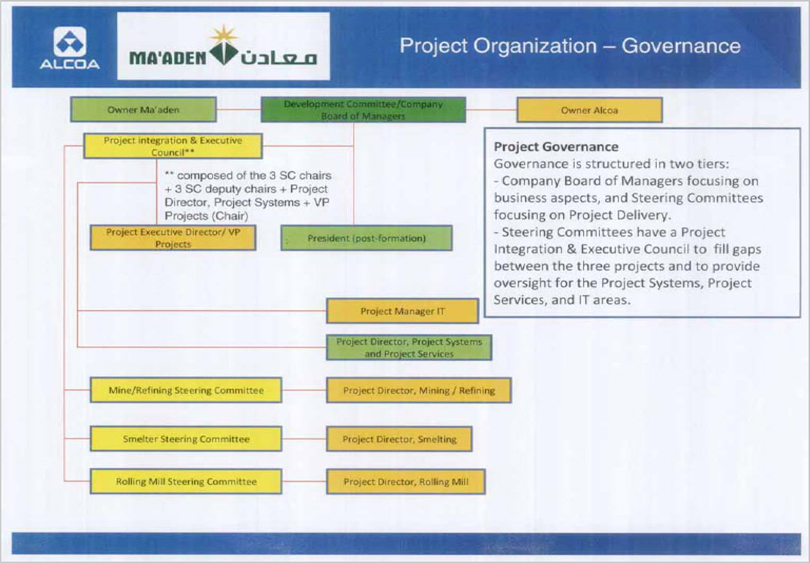 ALCOA
MA'ADEN معادن
Project Organization – Governance
Owner Ma'aden
Development Committee/Company
Board of Managers
Owner Alcoa
Project Integration & Executive
Council**
** composed of the 3 SC chairs
+ 3 SC deputy chairs + Project
Director, Project Systems + VP
Projects (Chair)
Project Executive Director/ VP
Projects
President (post-formation)
Project Governance
Governance is structured in two tiers:
- Company Board of Managers focusing on
business aspects, and Steering Committees
focusing on Project Delivery.
- Steering Committees have a Project
Integration & Executive Council to fill gaps
between the three projects and to provide
oversight for the Project Systems, Project
Services, and IT areas.
Project Manager IT
Project Director, Project Systems
and Project Services
Mine/Refining Steering Committee
Project Director, Mining / Refining
Smelter Steering Committee
Project Director, Smelting
Rolling Mill Steering Committee
Project Director, Rolling Mill